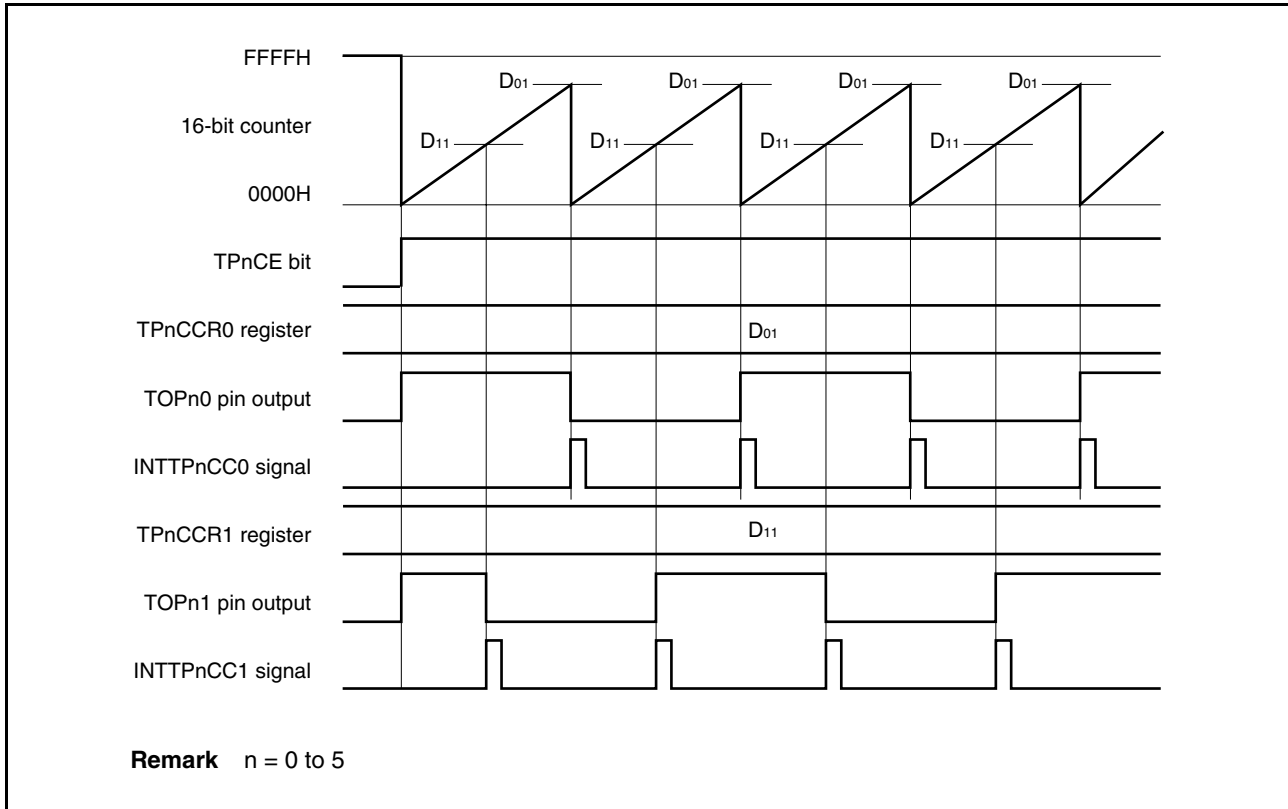 FFFFH
D01 D01 D01 D01
16-bit counter
D11 D11 D11 D11
0000H
TPnCE bit
TPnCCR0 register
D01
TOPn0 pin output
INTTPnCC0 signal
TPnCCR1 register
D11
TOPn1 pin output
INTTPnCC1 signal
Remark n = 0 to 5